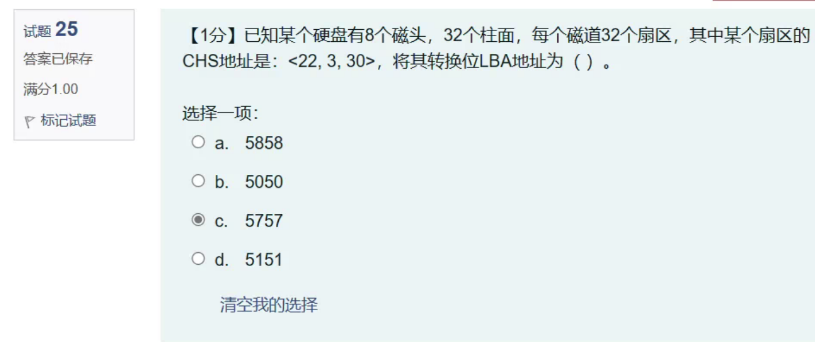 试题 25
答案已保存
满分1.00
标记试题
【1分】已知某个硬盘有8个磁头，32个柱面，每个磁道32个扇区，其中某个扇区的
CHS地址是：<22, 3, 30>，将其转换位LBA地址为（ ）。
选择一项：
a. 5858
b. 5050
c. 5757
d. 5151
清空我的选择